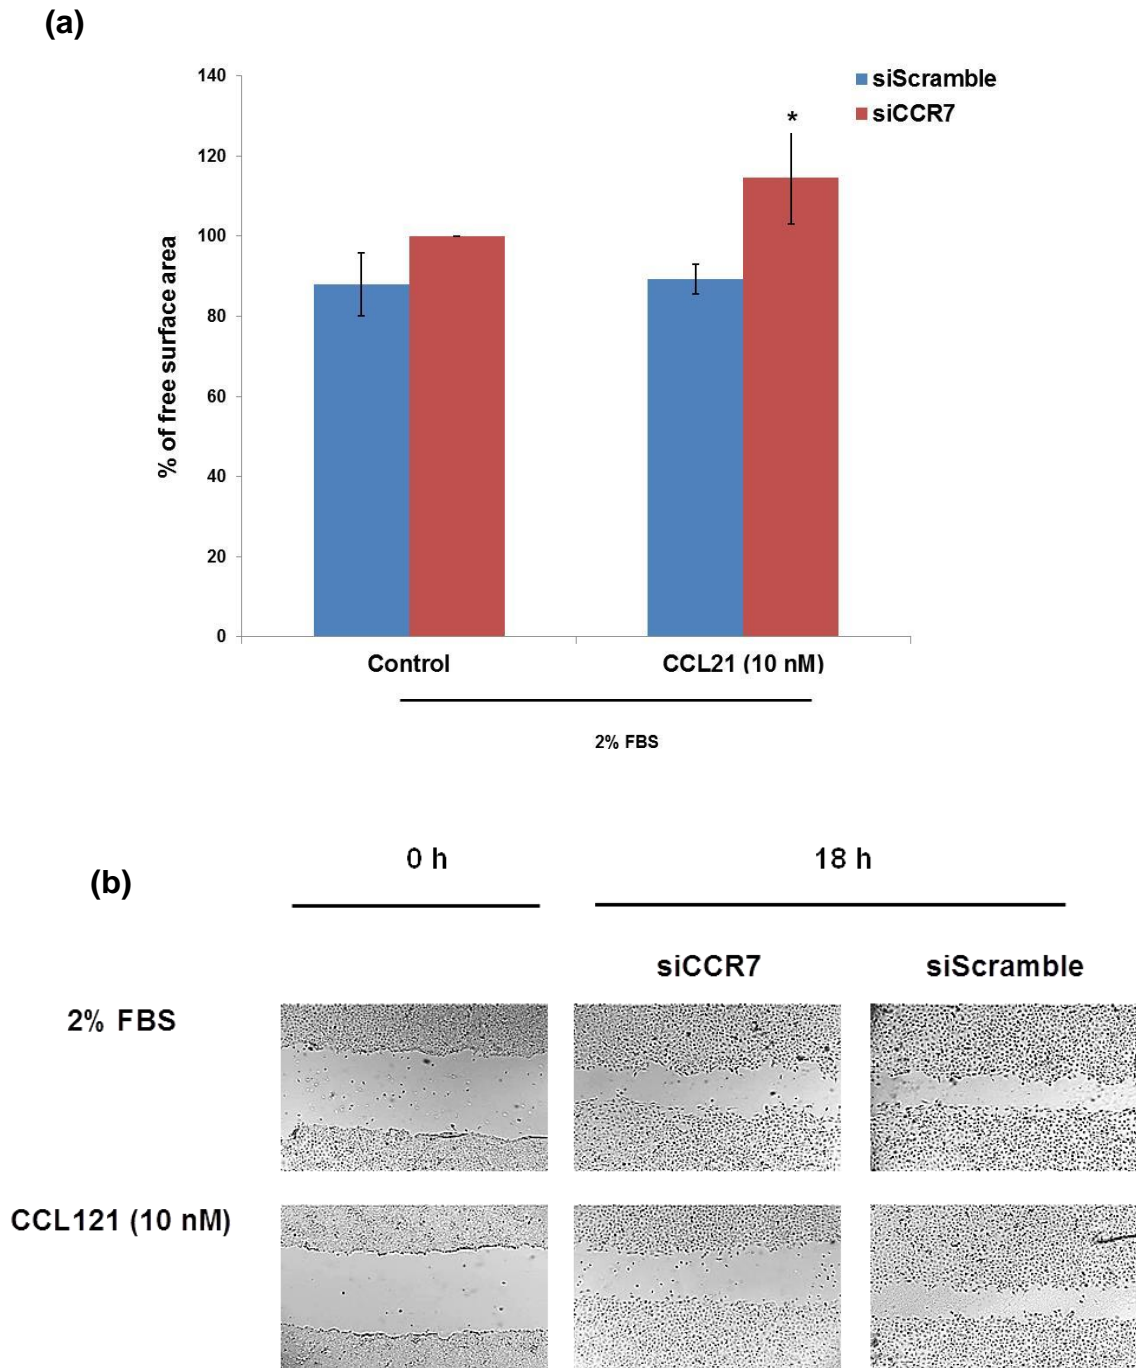 (a)
140
120
100
80
60
40
20
0
% of free surface area
siScramble
siCCR7
*
Control
CCL21 (10 nM)
2% FBS
(b)
0 h
18 h
siCCR7
siScramble
2% FBS
CCL121 (10 nM)